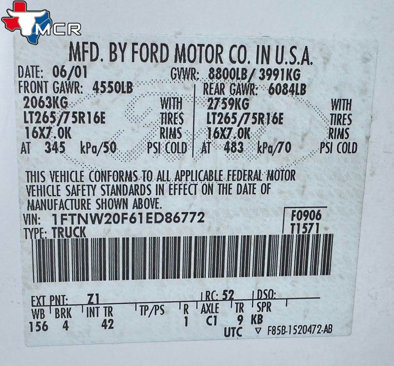 MCR
MFD. BY FORD MOTOR CO. IN U.S.A.
DATE: 06/01 GVWR: 8800LB/3991KG
FRONT GAWR: 4550LB REAR GAWR: 6084LB
2063KG WITH 2759KG WITH
LT265/75R16E TIRES LT265/75R16E TIRES
16X7.0K RIMS 16X7.0K RIMS
AT 345 kPa/50 PSI COLD AT 483 kPa/70 PSI COLD
THIS VEHICLE CONFORMS TO ALL APPLICABLE FEDERAL MOTOR
VEHICLE SAFETY STANDARDS IN EFFECT ON THE DATE OF
MANUFACTURE SHOWN ABOVE.
VIN: 1FTNW20F61ED86772 F0906
TYPE: TRUCK T1571
EXT PNT: Z1 RC: 52 DSO:
WB BRK INT TR TP/PS R AXLE TR SPR
156 4 42 1 C1 9 KB
UTC ▽ F85B-1520472-AB